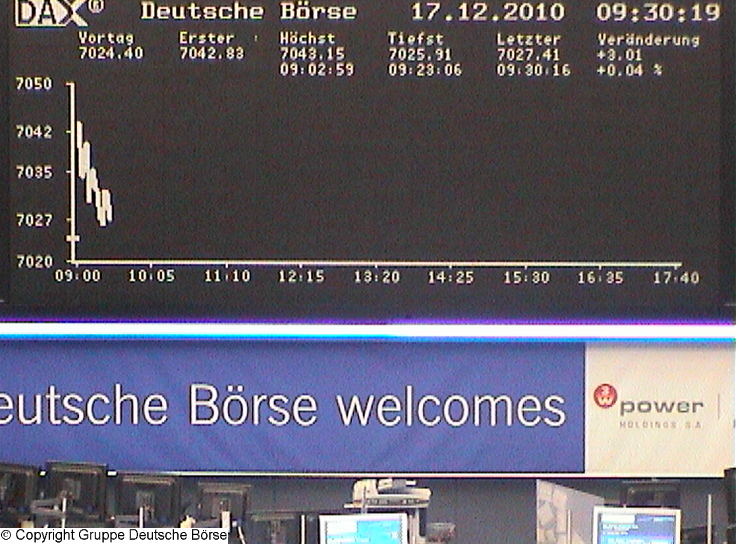 DAX® Deutsche Börse 17.12.2010 09:30:19
Vortag Erster Höchst Tiefst Letzter Veränderung
7024.40 7042.83 7043.15 7025.91 7027.41 +3.01
09:02:59 09:23:06 09:30:16 +0.04 %
7050
7042
7035
7027
7020
09:00 10:05 11:10 12:15 13:20 14:25 15:30 16:35 17:40
eutsche Börse welcomes
3W power
HOLDINGS S.A.
© Copyright Gruppe Deutsche Börse